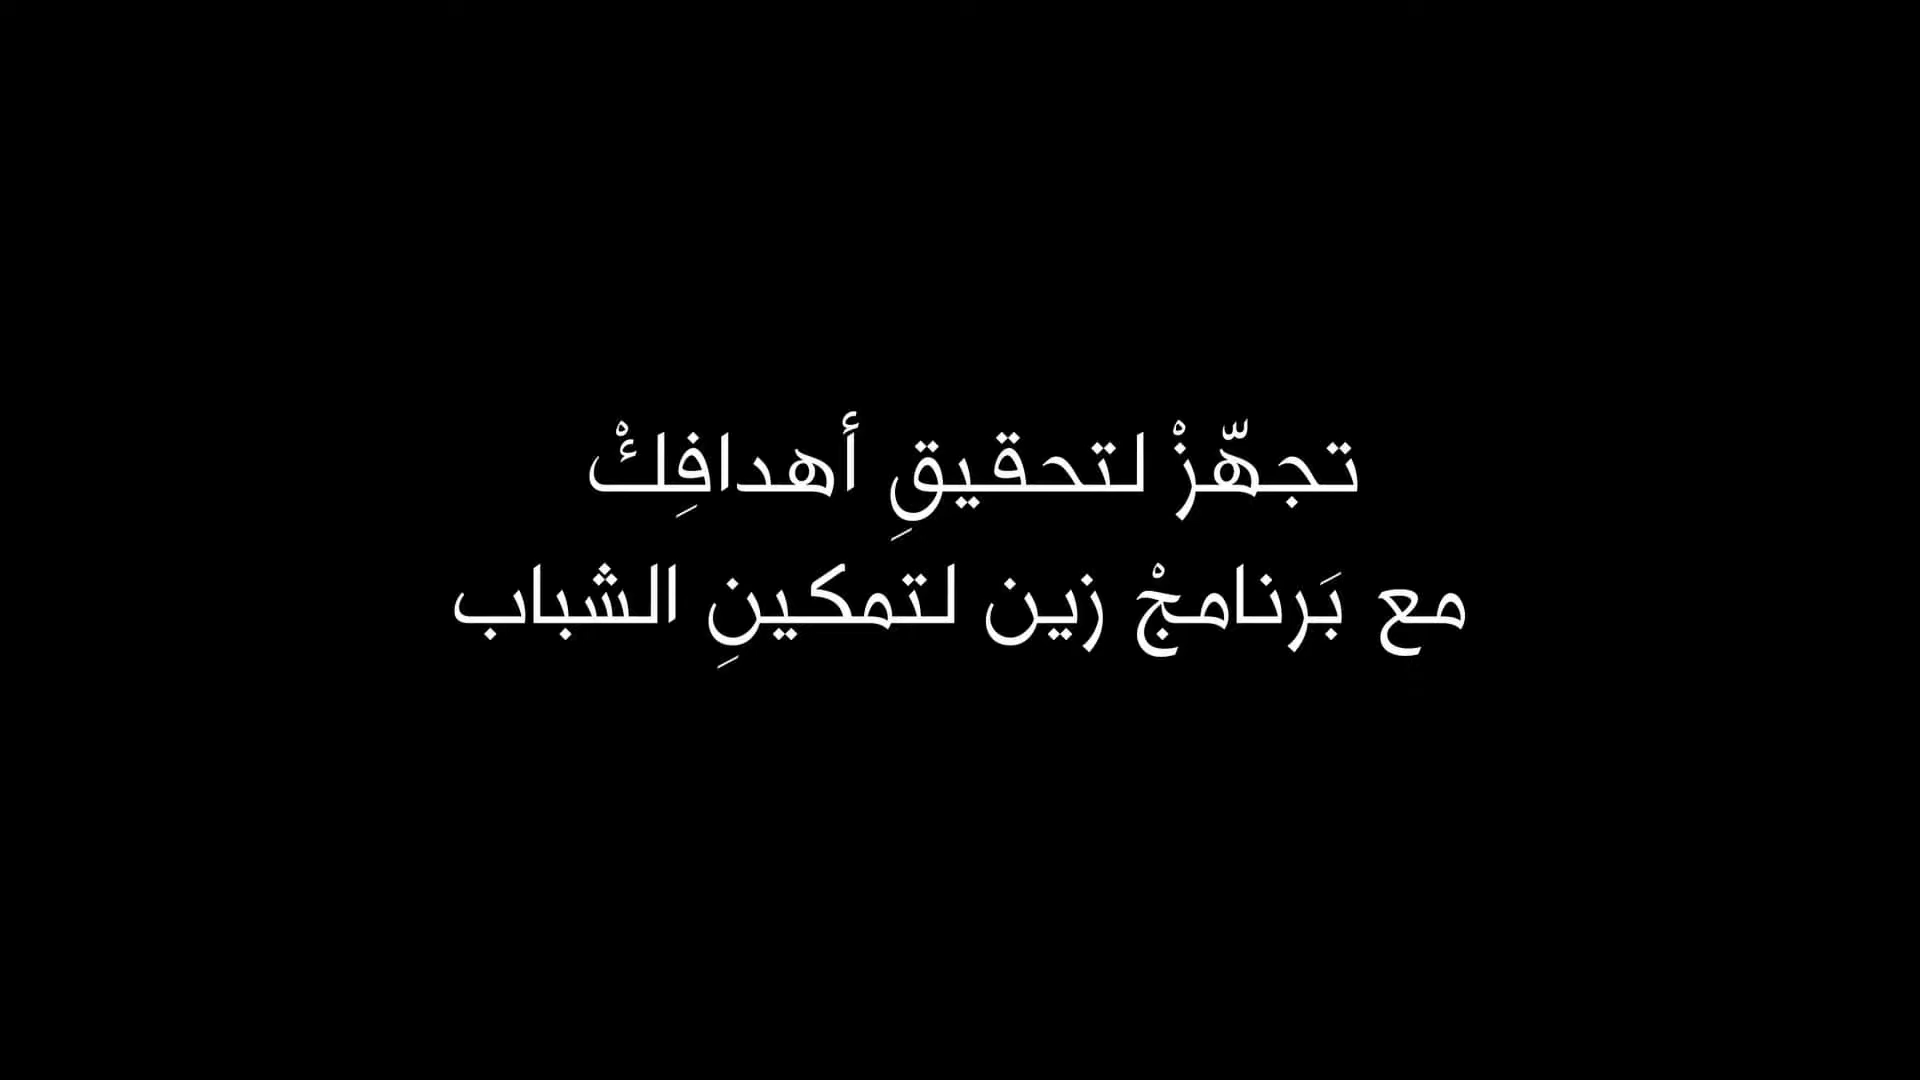 تجهّزْ لتحقيقِ أهدافِكْ
مع بَرنامجْ زين لتمكينِ الشباب